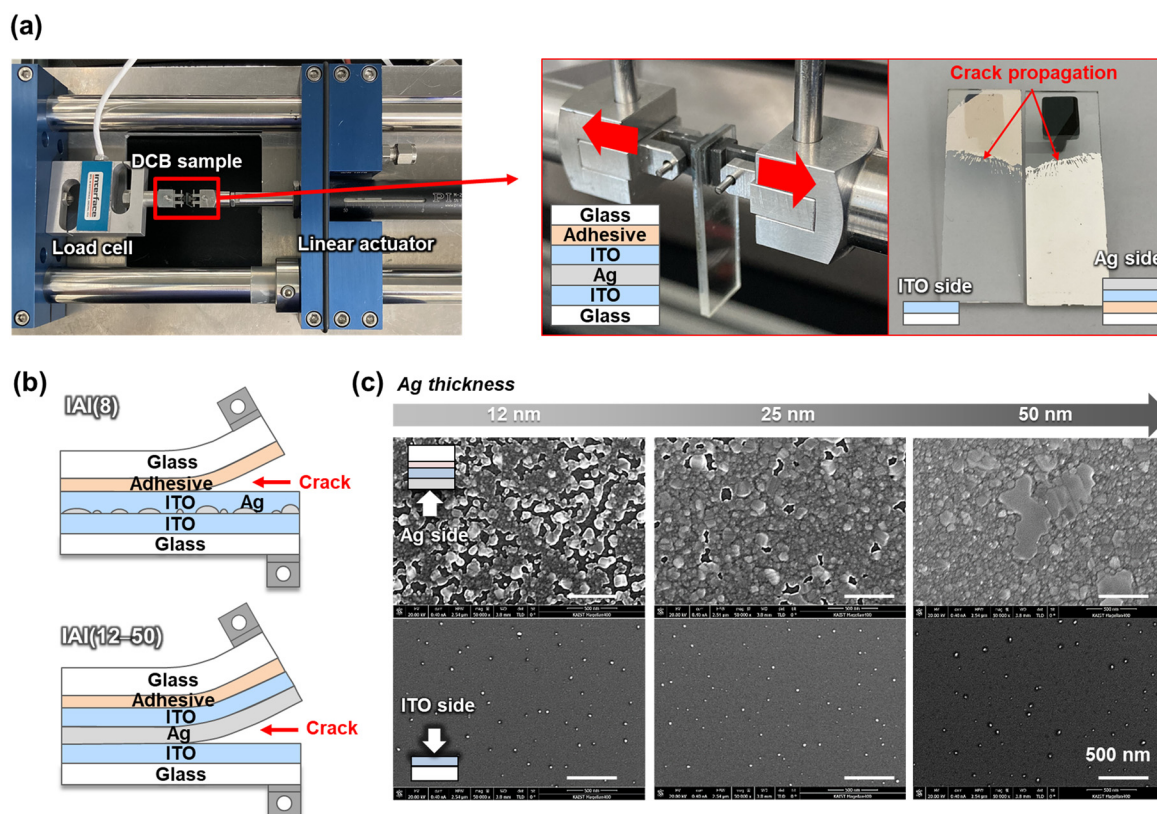 (a)
DCB sample
interface
Load cell
Linear actuator
Glass
Adhesive
ITO
Ag
ITO
Glass
Crack propagation
ITO side
Ag side
(b)
IAI(8)
Glass
Adhesive
Crack
ITO Ag
ITO
Glass
IAI(12–50)
Glass
Adhesive
ITO
Ag
Crack
ITO
Glass
(c) Ag thickness
12 nm 25 nm 50 nm
Ag side
ITO side
500 nm